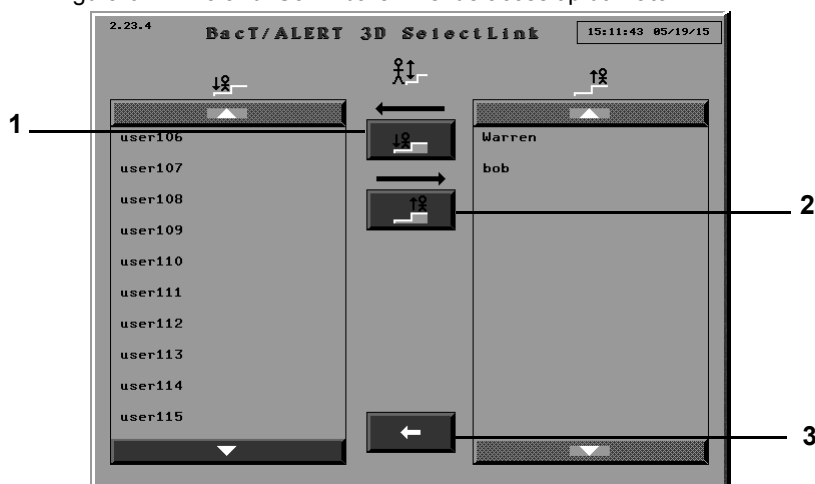 2.23.4
BacT/ALERT 3D SelectLink
15:11:43 05/19/15
1
user106
user107
user108
user109
user110
user111
user112
user113
user114
user115
Warren
bob
2
3